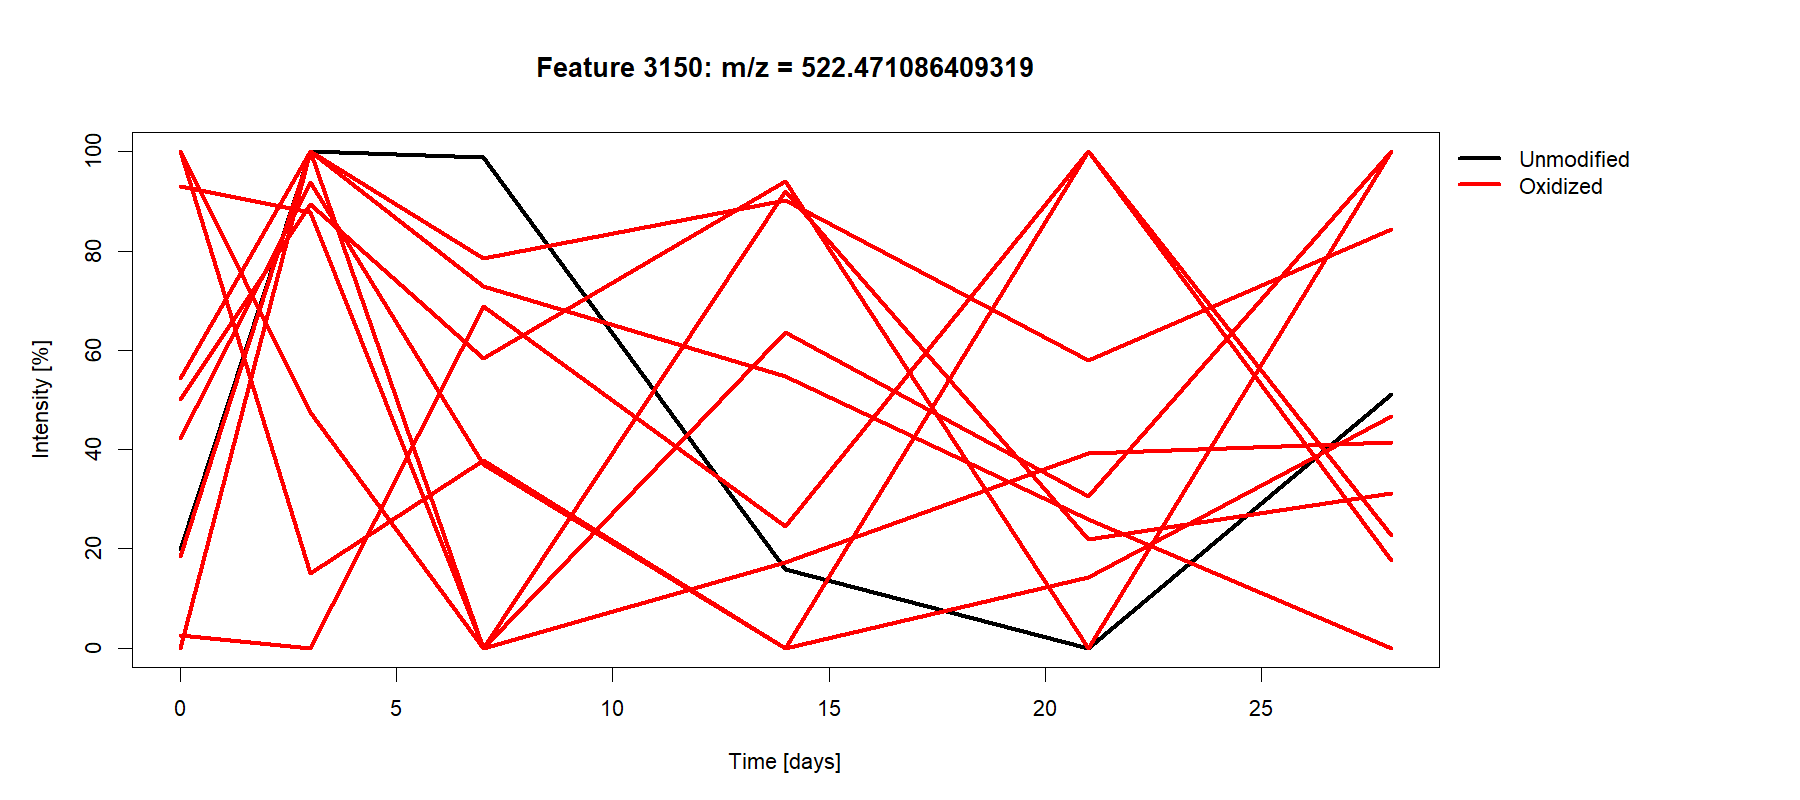 Feature 3150: m/z = 522.471086409319
Unmodified
Oxidized
Intensity [%]
100
80
60
40
20
0
0 5 10 15 20 25
Time [days]